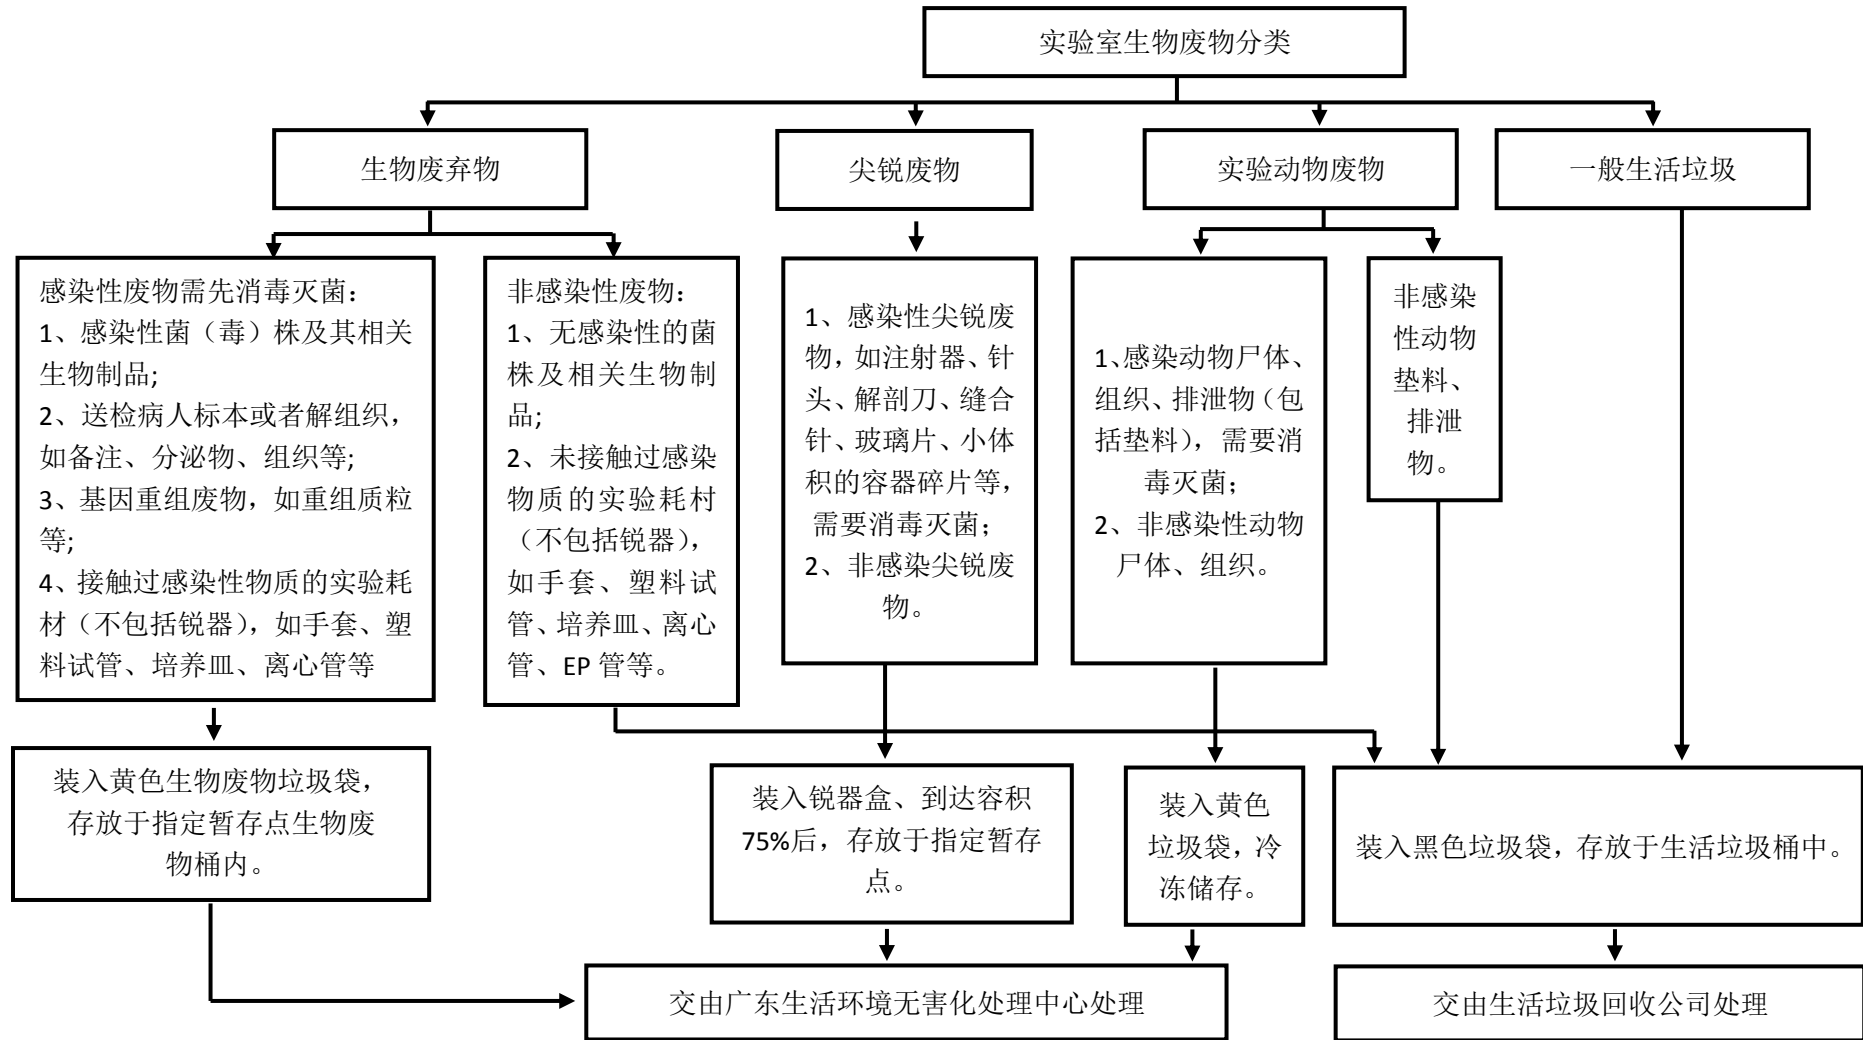 实验室生物废物分类
生物废弃物
尖锐废物
实验动物废物
一般生活垃圾
感染性废物需先消毒灭菌：
1、感染性菌（毒）株及其相关
生物制品;
2、送检病人标本或者解组织，
如备注、分泌物、组织等;
3、基因重组废物，如重组质粒
等;
4、接触过感染性物质的实验耗
材（不包括锐器），如手套、塑
料试管、培养皿、离心管等
非感染性废物：
1、无感染性的菌
株及相关生物制
品;
2、未接触过感染
物质的实验耗村
（不包括锐器），
如手套、塑料试
管、培养皿、离心
管、EP 管等。
1、感染性尖锐废
物，如注射器、针
头、解剖刀、缝合
针、玻璃片、小体
积的容器碎片等，
需要消毒灭菌；
2、非感染尖锐废
物。
1、感染动物尸体、
组织、排泄物（包
括垫料），需要消
毒灭菌；
2、非感染性动物
尸体、组织。
非感染
性动物
垫料、
排泄
物。
装入黄色生物废物垃圾袋，
存放于指定暂存点生物废
物桶内。
装入锐器盒、到达容积
75%后，存放于指定暂存
点。
装入黄色
垃圾袋，冷
冻储存。
装入黑色垃圾袋，存放于生活垃圾桶中。
交由广东生活环境无害化处理中心处理
交由生活垃圾回收公司处理